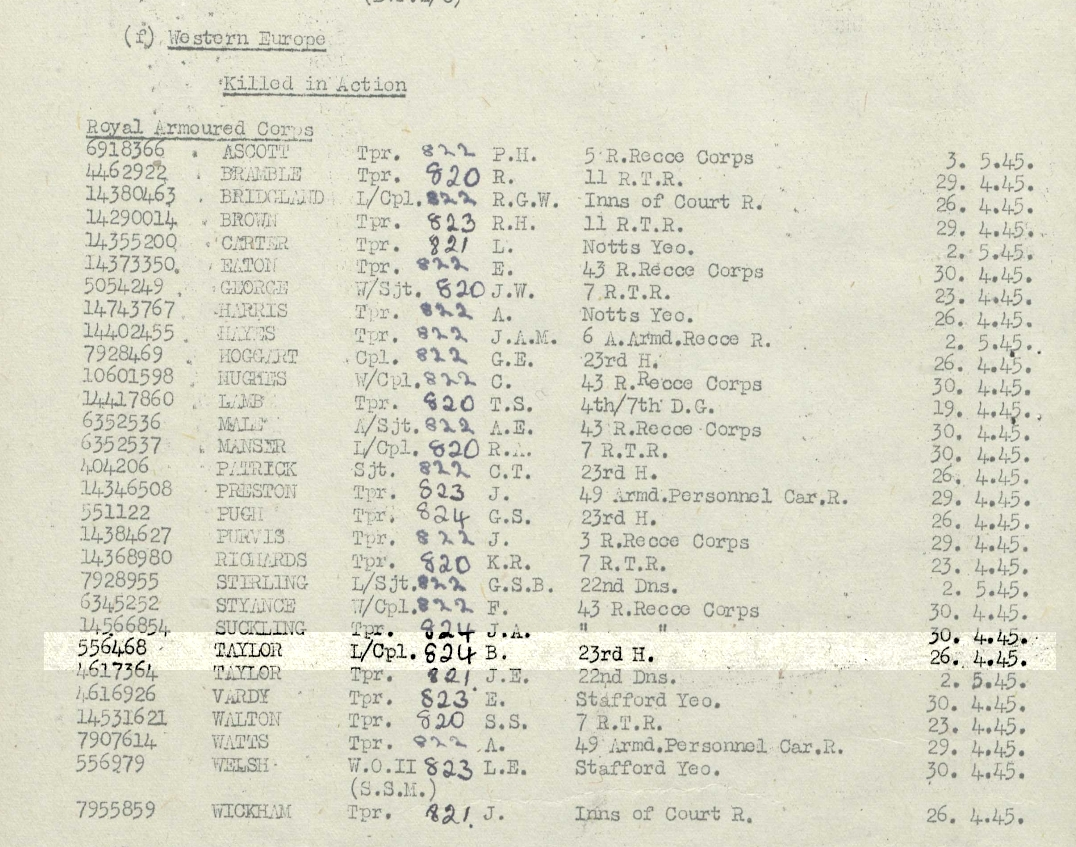 (f) Western Europe
Killed in Action
Royal Armoured Corps
6918366 ASCOTT Tpr. 822 P.H. 5 R.Recce Corps 3. 5.45.
4462922 BRAMBLE Tpr. 820 R. 11 R.T.R. 29. 4.45.
14380463 BRIDGLAND L/Cpl. 822 R.G.W. Inns of Court R. 26. 4.45.
14290014 BROWN Tpr. 823 R.H. 11 R.T.R. 29. 4.45.
14355200 CARTER Tpr. 821 L. Notts Yeo. 2. 5.45.
14373350 EATON Tpr. 822 E. 43 R.Recce Corps 30. 4.45.
5054249 GEORGE W/Sjt. 820 J.W. 7 R.T.R. 23. 4.45.
14743767 HARRIS Tpr. 822 A. Notts Yeo. 26. 4.45.
14402455 HAYES Tpr. 822 J.A.M. 6 A.Armd.Recce R. 2. 5.45.
7928469 HOGGART Cpl. 822 G.E. 23rd H. 26. 4.45.
10601598 HUGHES W/Cpl. 822 C. 43 R.Recce Corps 30. 4.45.
14417860 LAMB Tpr. 820 T.S. 4th/7th D.G. 19. 4.45.
6352536 MALT A/Sjt. 822 A.E. 43 R.Recce Corps 30. 4.45.
6352537 MANSER L/Cpl. 820 R.A. 7 R.T.R. 30. 4.45.
404206 PATRICK Sjt. 822 C.T. 23rd H. 26. 4.45.
14346508 PRESTON Tpr. 823 J. 49 Armd.Personnel Car.R. 29. 4.45.
551122 PUGH Tpr. 824 G.S. 23rd H. 26. 4.45.
14384627 PURVIS Tpr. 822 J. 3 R.Recce Corps 29. 4.45.
14368980 RICHARDS Tpr. 820 K.R. 7 R.T.R. 23. 4.45.
7928955 STIRLING L/Sjt. 822 G.S.B. 22nd Dns. 2. 5.45.
6345252 STYANCE W/Cpl. 822 F. 43 R.Recce Corps 30. 4.45.
14566854 SUCKLING Tpr. 824 J.A. " " 30. 4.45.
556468 TAYLOR L/Cpl. 824 B. 23rd H. 26. 4.45.
4617364 TAYLOR Tpr. 821 J.E. 22nd Dns. 2. 5.45.
4616926 VARDY Tpr. 823 E. Stafford Yeo. 30. 4.45.
14531621 WALTON Tpr. 820 S.S. 7 R.T.R. 23. 4.45.
7907614 WATTS Tpr. 822 A. 49 Armd.Personnel Car.R. 29. 4.45.
556979 WELSH W.O.II 823 L.E. Stafford Yeo. 30. 4.45.
(S.S.M.)
7955859 WICKHAM Tpr. 821 J. Inns of Court R. 26. 4.45.